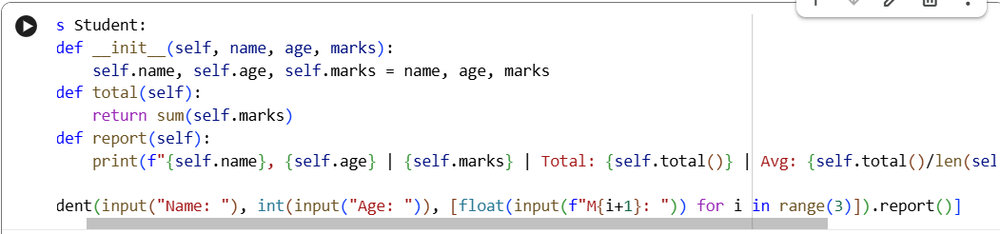 s Student:
def __init__(self, name, age, marks):
self.name, self.age, self.marks = name, age, marks
def total(self):
return sum(self.marks)
def report(self):
print(f"{self.name}, {self.age} | {self.marks} | Total: {self.total()} | Avg: {self.total()/len(sel
dent(input("Name: "), int(input("Age: ")), [float(input(f"M{i+1}: ")) for i in range(3)]).report()]